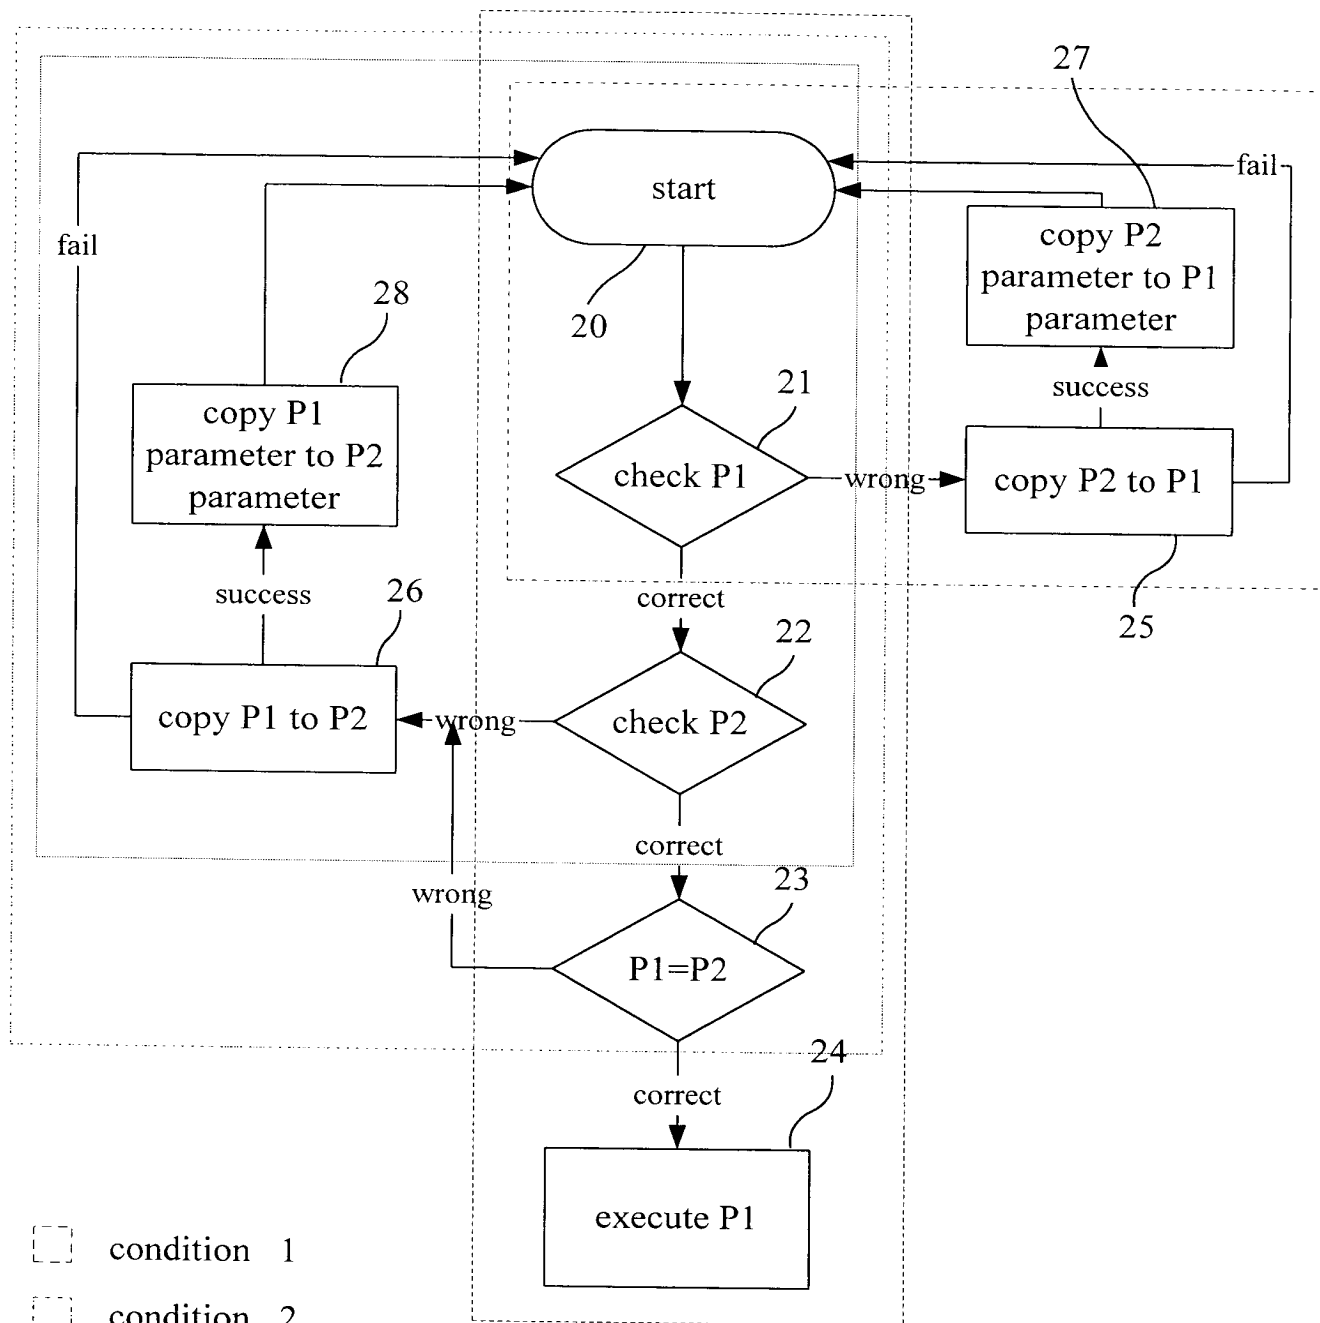 27
fail
start
copy P2
parameter to P1
parameter
fail
28
20
success
21
copy P1
parameter to P2
parameter
check P1
wrong
copy P2 to P1
success
26
correct
25
22
copy P1 to P2
wrong
check P2
correct
wrong
23
P1=P2
24
correct
execute P1
condition 1
condition 2